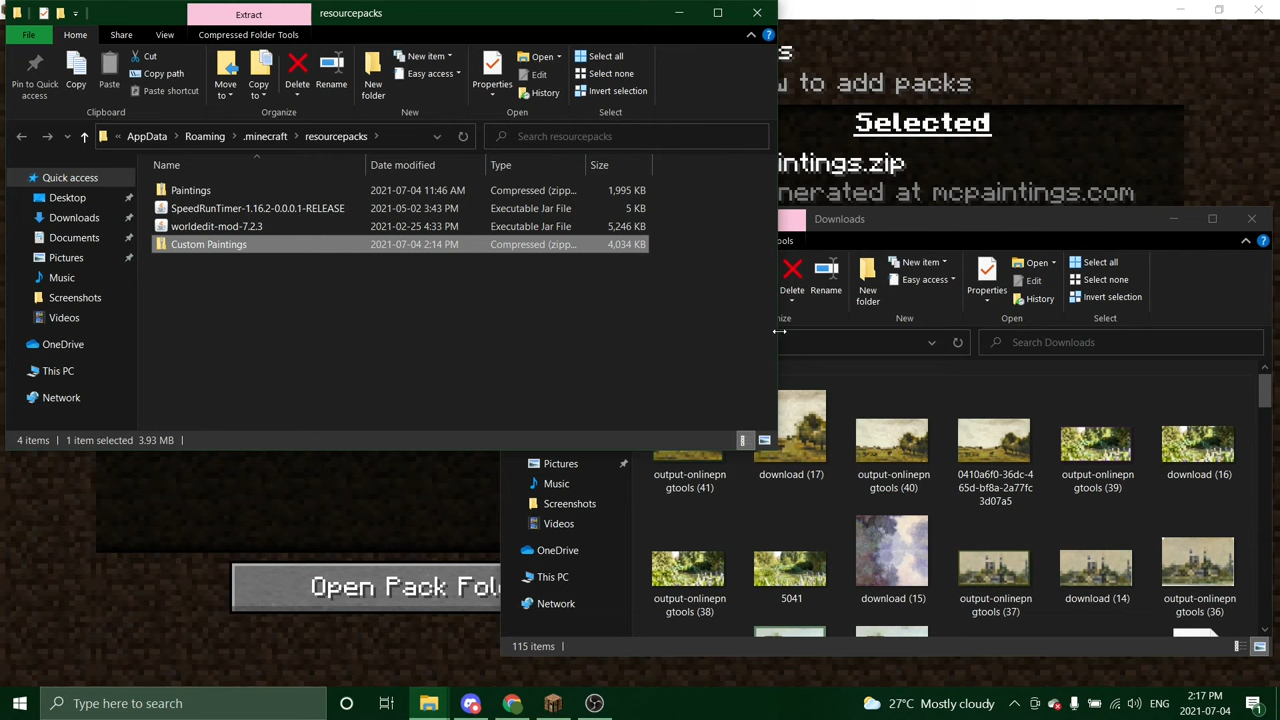 Extract
resourcepacks
File
Home
Share
View
Compressed Folder Tools
Pin to Quick access
Copy
Paste
Cut
Copy path
Paste shortcut
Clipboard
Move to
Copy to
Delete
Rename
Organize
New folder
New item
Easy access
New
Properties
Open
Edit
History
Open
Select all
Select none
Invert selection
Select
« AppData > Roaming > .minecraft > resourcepacks >
Search resourcepacks
Name
Date modified
Type
Size
Paintings 2021-07-04 11:46 AM Compressed (zipp... 1,995 KB
SpeedRunTimer-1.16.2-0.0.0.1-RELEASE 2021-05-02 3:43 PM Executable Jar File 5 KB
worldedit-mod-7.2.3 2021-02-25 4:33 PM Executable Jar File 5,246 KB
Custom Paintings 2021-07-04 2:14 PM Compressed (zipp... 4,034 KB
Quick access
Desktop
Downloads
Documents
Pictures
Music
Screenshots
Videos
OneDrive
This PC
Network
4 items
1 item selected 3.93 MB
s
w to add packs
Selected
intings.zip
nerated at mcpaintings.com
Downloads
ools
Delete
Rename
nize
New folder
New item
Easy access
New
Properties
Open
Edit
History
Open
Select all
Select none
Invert selection
Select
Search Downloads
output-onlinepn
gtools (41)
download (17)
output-onlinepn
gtools (40)
0410a6f0-36dc-4
65d-bf8a-2a77fc
3d07a5
output-onlinepn
gtools (39)
download (16)
output-onlinepn
gtools (38)
5041
download (15)
output-onlinepn
gtools (37)
download (14)
output-onlinepn
gtools (36)
Pictures
Music
Screenshots
Videos
OneDrive
This PC
Network
115 items
Open Pack Fol
Type here to search
27°C Mostly cloudy
ENG
2:17 PM
2021-07-04
1